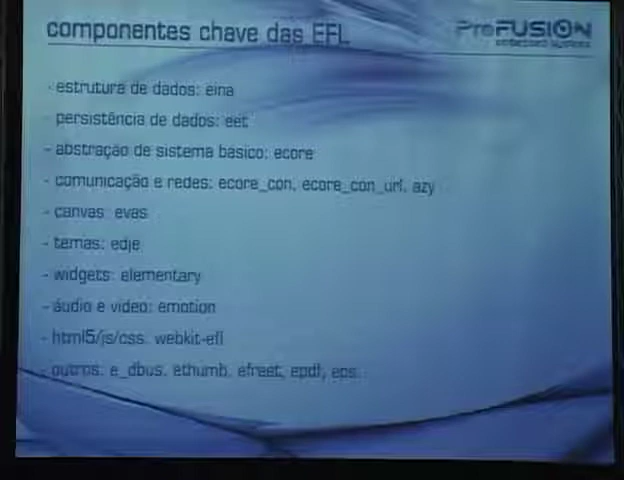 componentes chave das EFL
ProFUSION
embedded systems
- estrutura de dados: eina
- persistência de dados: eet
- abstração de sistema básico: ecore
- comunicação e redes: ecore_con, ecore_con_url, azy
- canvas: evas
- temas: edje
- widgets: elementary
- áudio e vídeo: emotion
- html5/js/css: webkit-efl
- outros: e_dbus, ethumb, efreet, epdf, eps...